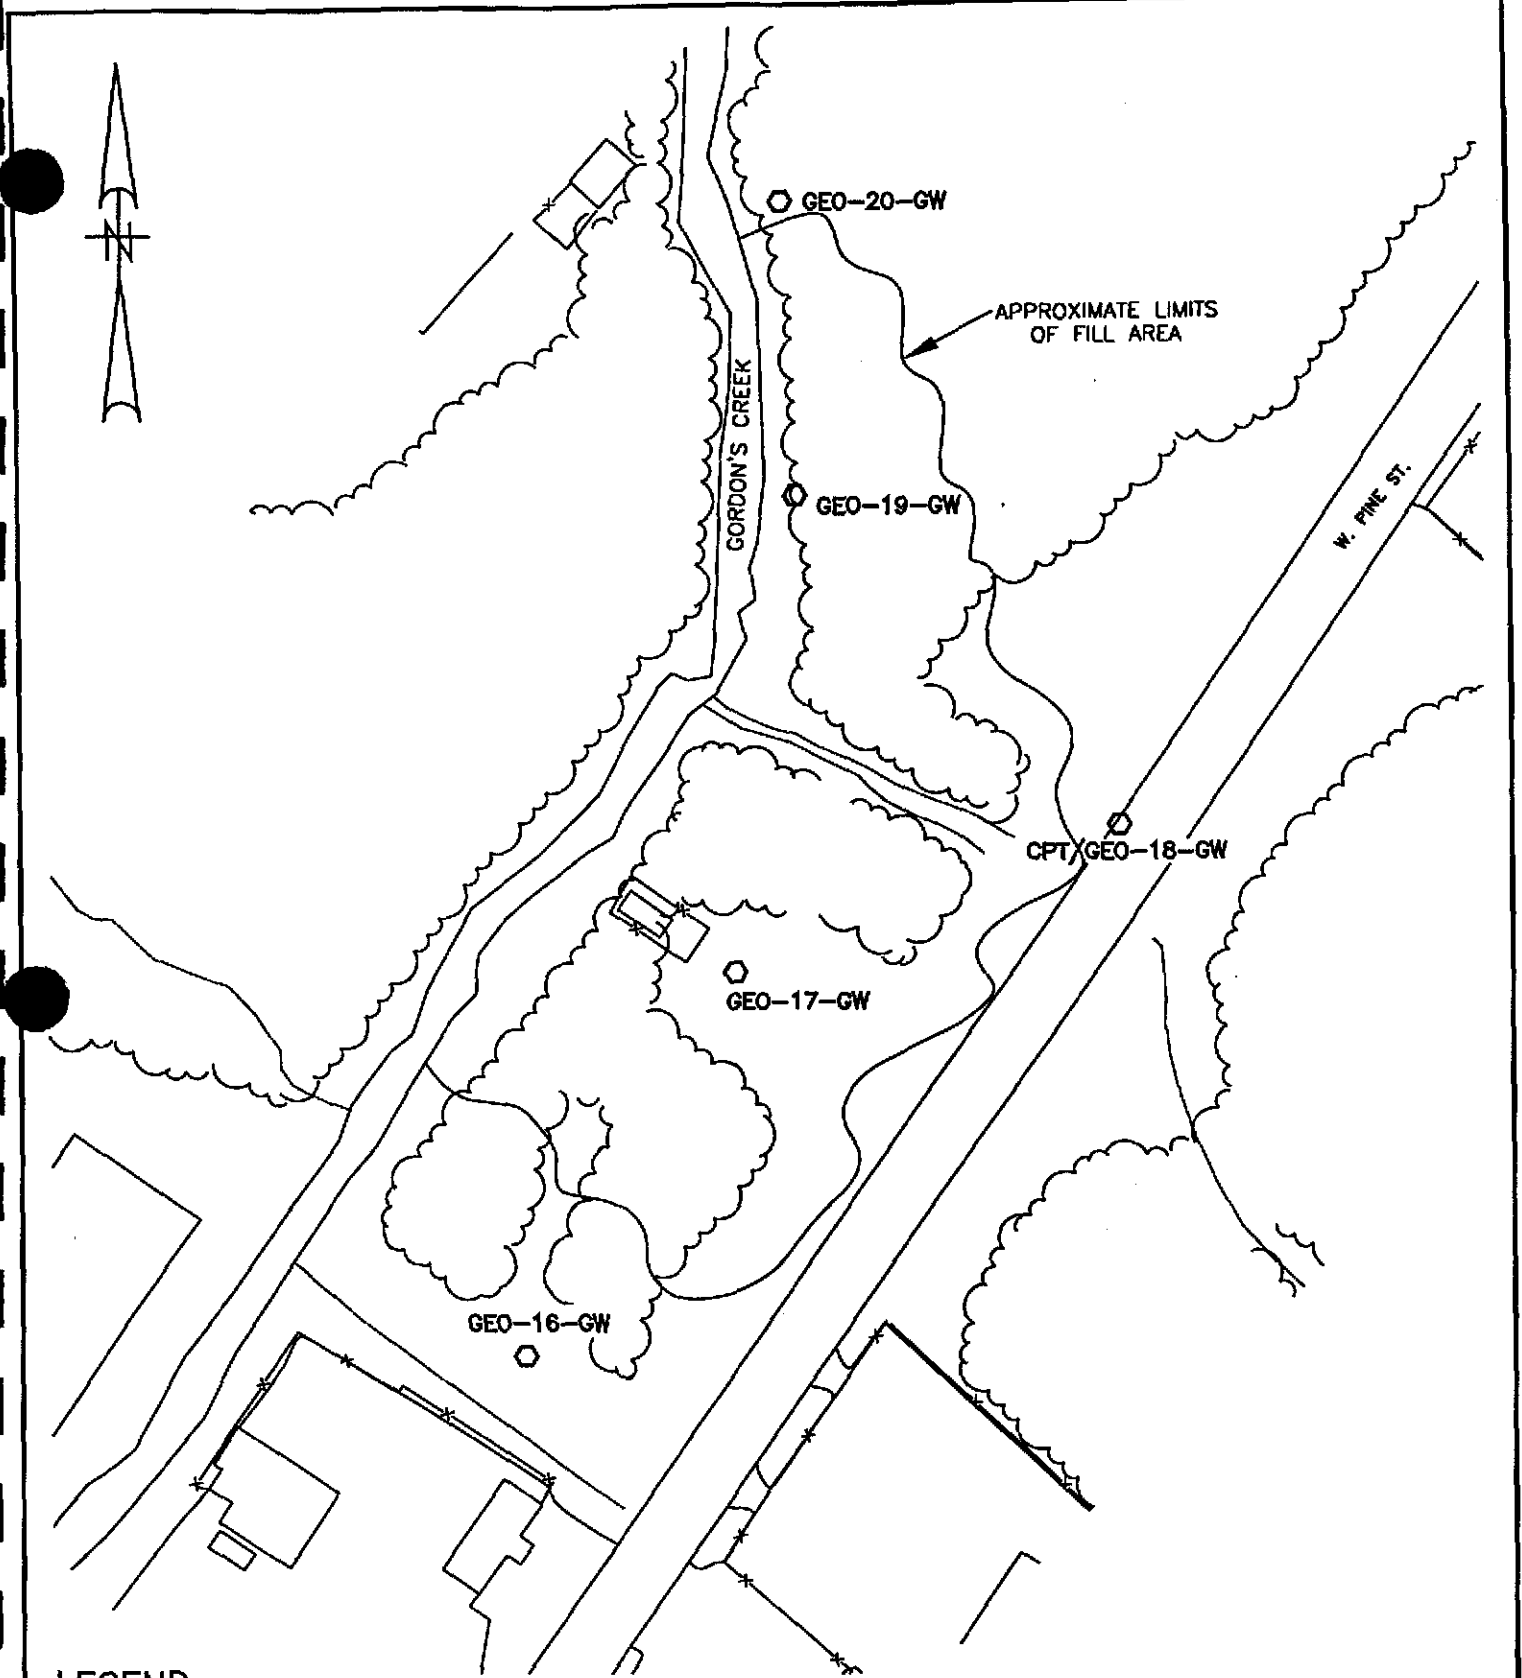 N
GEO-20-GW
APPROXIMATE LIMITS
OF FILL AREA
GORDON'S CREEK
W. PINE ST.
GEO-19-GW
CPT/GEO-18-GW
GEO-17-GW
GEO-16-GW
LEGEND